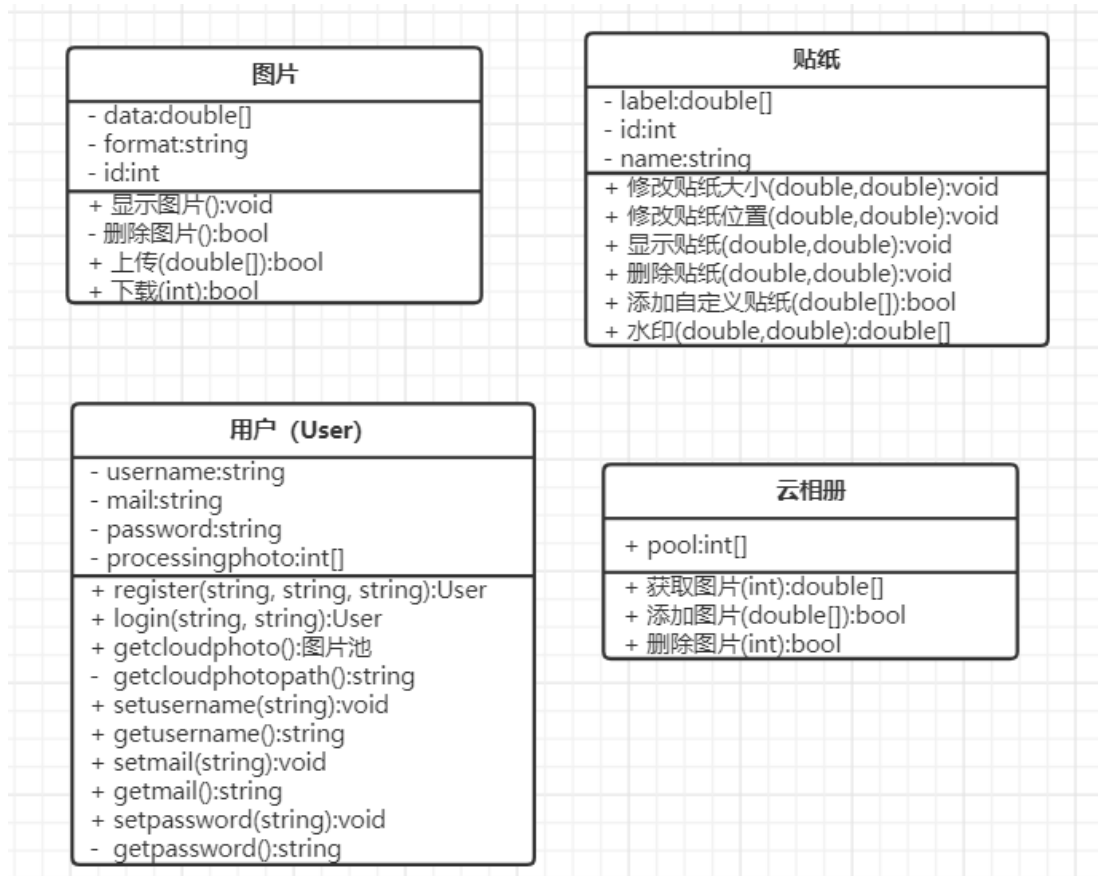 图片
- data:double[]
- format:string
- id:int
+ 显示图片():void
- 删除图片():bool
+ 上传(double[]):bool
+ 下载(int):bool
贴纸
- label:double[]
- id:int
- name:string
+ 修改贴纸大小(double,double):void
+ 修改贴纸位置(double,double):void
+ 显示贴纸(double,double):void
+ 删除贴纸(double,double):void
+ 添加自定义贴纸(double[]):bool
+ 水印(double,double):double[]
用户（User）
- username:string
- mail:string
- password:string
- processingphoto:int[]
+ register(string, string, string):User
+ login(string, string):User
+ getcloudphoto():图片池
- getcloudphotopath():string
+ setusername(string):void
+ getusername():string
+ setmail(string):void
+ getmail():string
+ setpassword(string):void
- getpassword():string
云相册
+ pool:int[]
+ 获取图片(int):double[]
+ 添加图片(double[]):bool
+ 删除图片(int):bool